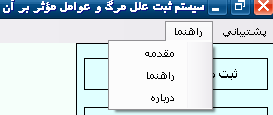 سیستم ثبت علل مرگ و عوامل مؤثر بر آن
پشتیبانی راهنما
مقدمه
راهنما
درباره
ثبت